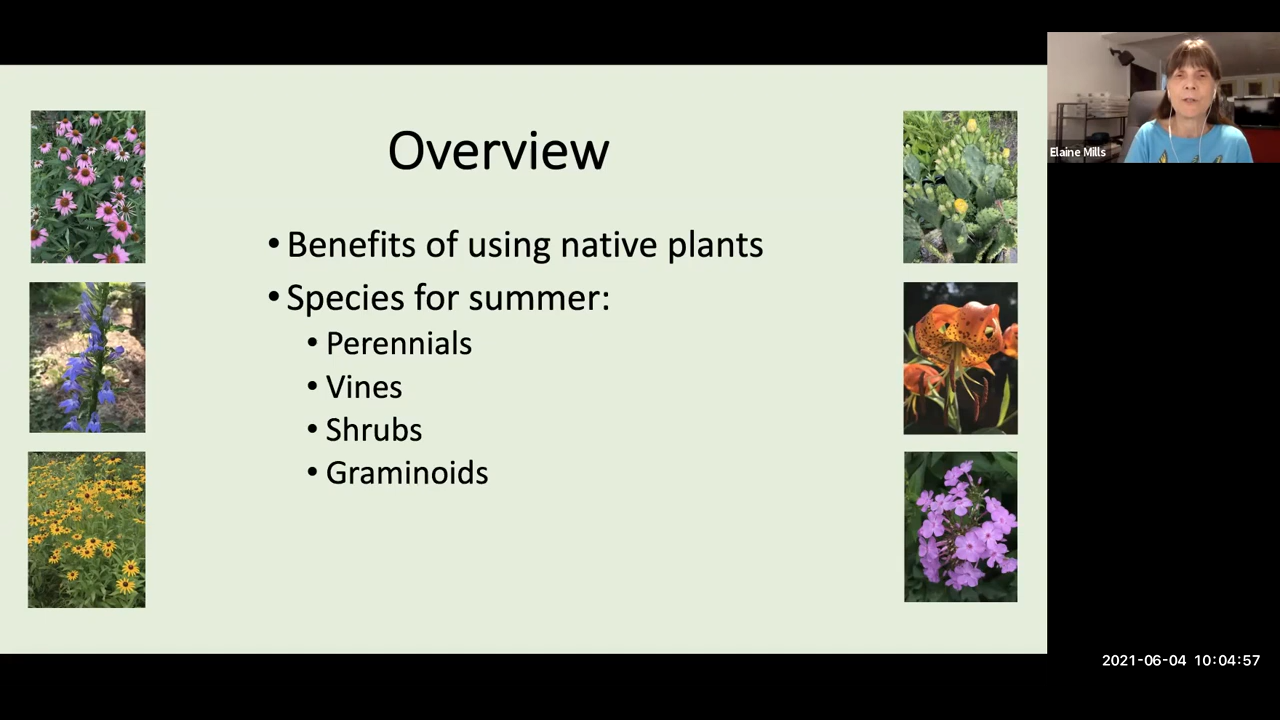 Overview
• Benefits of using native plants
• Species for summer:
• Perennials
• Vines
• Shrubs
• Graminoids
Elaine Mills
2021-06-04 10:04:57